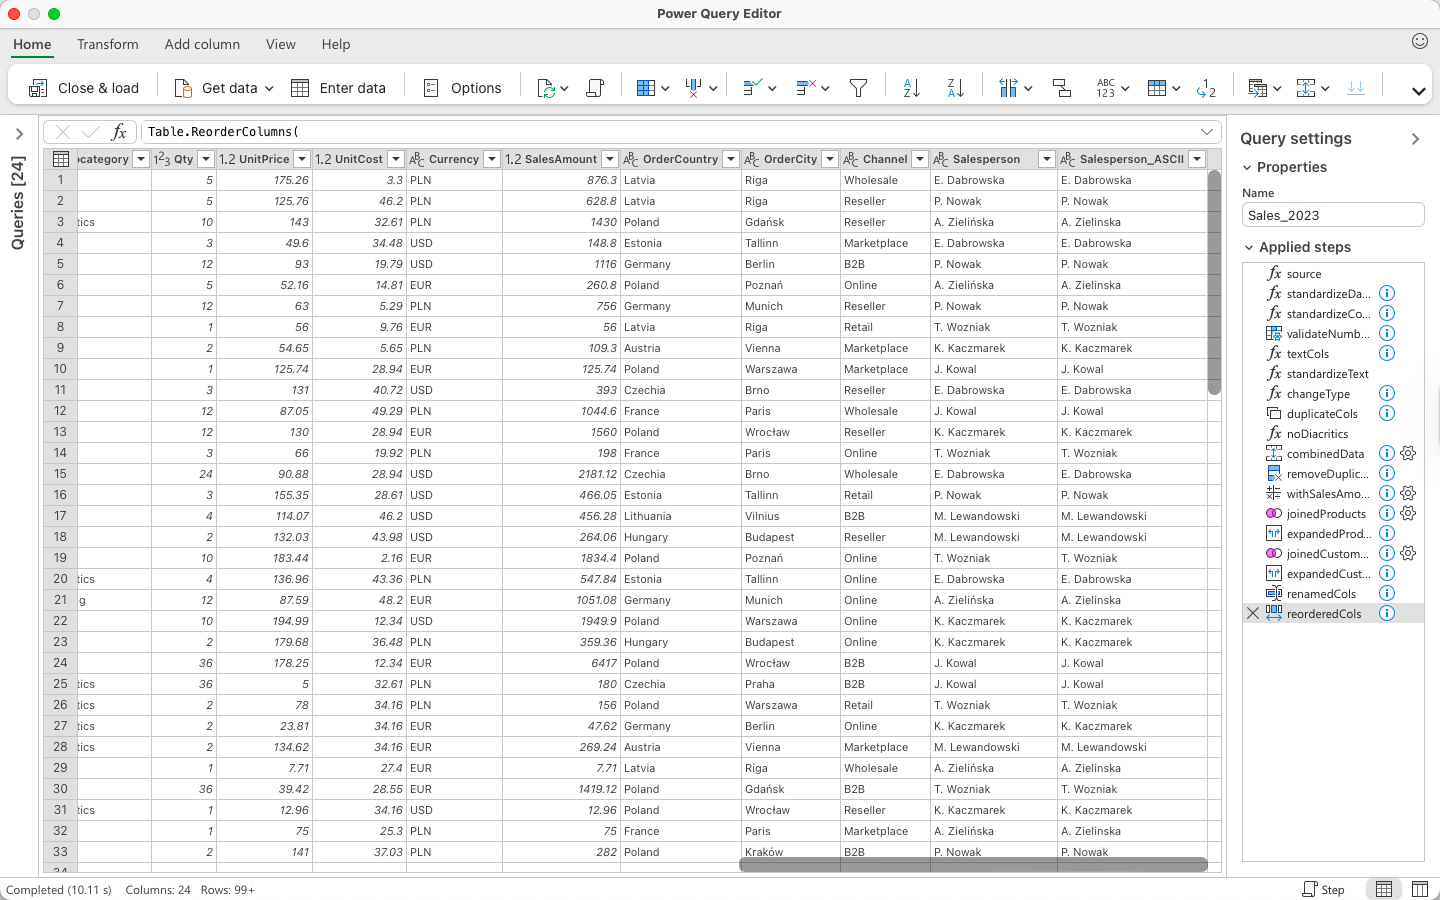 Power Query Editor
Home Transform Add column View Help
Close & load Get data Enter data Options
Table.ReorderColumns(
Queries [24]
ocategory Qty UnitPrice UnitCost Currency SalesAmount OrderCountry OrderCity Channel Salesperson Salesperson_ASCII
1 5 175.26 3.3 PLN 876.3 Latvia Riga Wholesale E. Dabrowska E. Dabrowska
2 5 125.76 46.2 PLN 628.8 Latvia Riga Reseller P. Nowak P. Nowak
3 tics 10 143 32.61 PLN 1430 Poland Gdańsk Reseller A. Zielińska A. Zielinska
4 3 49.6 34.48 USD 148.8 Estonia Tallinn Marketplace E. Dabrowska E. Dabrowska
5 12 93 19.79 USD 1116 Germany Berlin B2B P. Nowak P. Nowak
6 5 52.16 14.81 EUR 260.8 Poland Poznań Online A. Zielińska A. Zielinska
7 12 63 5.29 PLN 756 Germany Munich Reseller P. Nowak P. Nowak
8 1 56 9.76 EUR 56 Latvia Riga Retail T. Wozniak T. Wozniak
9 2 54.65 5.65 PLN 109.3 Austria Vienna Marketplace K. Kaczmarek K. Kaczmarek
10 1 125.74 28.94 EUR 125.74 Poland Warszawa Marketplace J. Kowal J. Kowal
11 3 131 40.72 USD 393 Czechia Brno Reseller E. Dabrowska E. Dabrowska
12 12 87.05 49.29 PLN 1044.6 France Paris Wholesale J. Kowal J. Kowal
13 12 130 28.94 EUR 1560 Poland Wrocław Reseller K. Kaczmarek K. Kaczmarek
14 3 66 19.92 PLN 198 France Paris Online T. Wozniak T. Wozniak
15 24 90.88 28.94 USD 2181.12 Czechia Brno Wholesale E. Dabrowska E. Dabrowska
16 3 155.35 28.61 USD 466.05 Estonia Tallinn Retail P. Nowak P. Nowak
17 4 114.07 46.2 USD 456.28 Lithuania Vilnius B2B M. Lewandowski M. Lewandowski
18 2 132.03 43.98 USD 264.06 Hungary Budapest Reseller M. Lewandowski M. Lewandowski
19 10 183.44 2.16 EUR 1834.4 Poland Poznań Online T. Wozniak T. Wozniak
20 tics 4 136.96 43.36 PLN 547.84 Estonia Tallinn Online E. Dabrowska E. Dabrowska
21 g 12 87.59 48.2 EUR 1051.08 Germany Munich Online A. Zielińska A. Zielinska
22 10 194.99 12.34 USD 1949.9 Poland Warszawa Online K. Kaczmarek K. Kaczmarek
23 2 179.68 36.48 PLN 359.36 Hungary Budapest Online K. Kaczmarek K. Kaczmarek
24 36 178.25 12.34 EUR 6417 Poland Wrocław B2B J. Kowal J. Kowal
25 tics 36 5 32.61 PLN 180 Czechia Praha B2B J. Kowal J. Kowal
26 tics 2 78 34.16 PLN 156 Poland Warszawa Retail T. Wozniak T. Wozniak
27 tics 2 23.81 34.16 EUR 47.62 Germany Berlin Online K. Kaczmarek K. Kaczmarek
28 tics 2 134.62 34.16 EUR 269.24 Austria Vienna Marketplace M. Lewandowski M. Lewandowski
29 1 7.71 27.4 EUR 7.71 Latvia Riga Wholesale A. Zielińska A. Zielinska
30 36 39.42 28.55 EUR 1419.12 Poland Gdańsk B2B T. Wozniak T. Wozniak
31 tics 1 12.96 34.16 USD 12.96 Poland Wrocław Reseller K. Kaczmarek K. Kaczmarek
32 1 75 25.3 PLN 75 France Paris Marketplace A. Zielińska A. Zielinska
33 2 141 37.03 PLN 282 Poland Kraków B2B P. Nowak P. Nowak
Query settings
Properties
Name
Sales_2023
Applied steps
source
standardizeDa...
standardizeCo...
validateNumb...
textCols
standardizeText
changeType
duplicateCols
noDiacritics
combinedData
removeDuplic...
withSalesAmo...
joinedProducts
expandedProd...
joinedCustom...
expandedCust...
renamedCols
reorderedCols
Completed (10.11 s) Columns: 24 Rows: 99+
Step